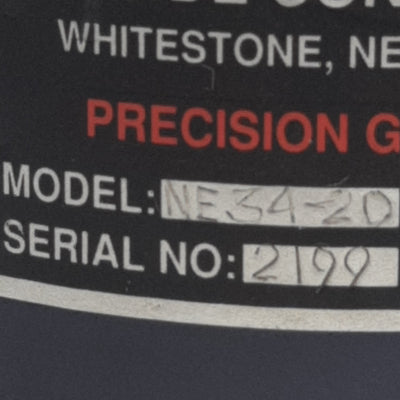 WHITESTONE, NE
PRECISION G
MODEL: NE34-20
SERIAL NO: 2199